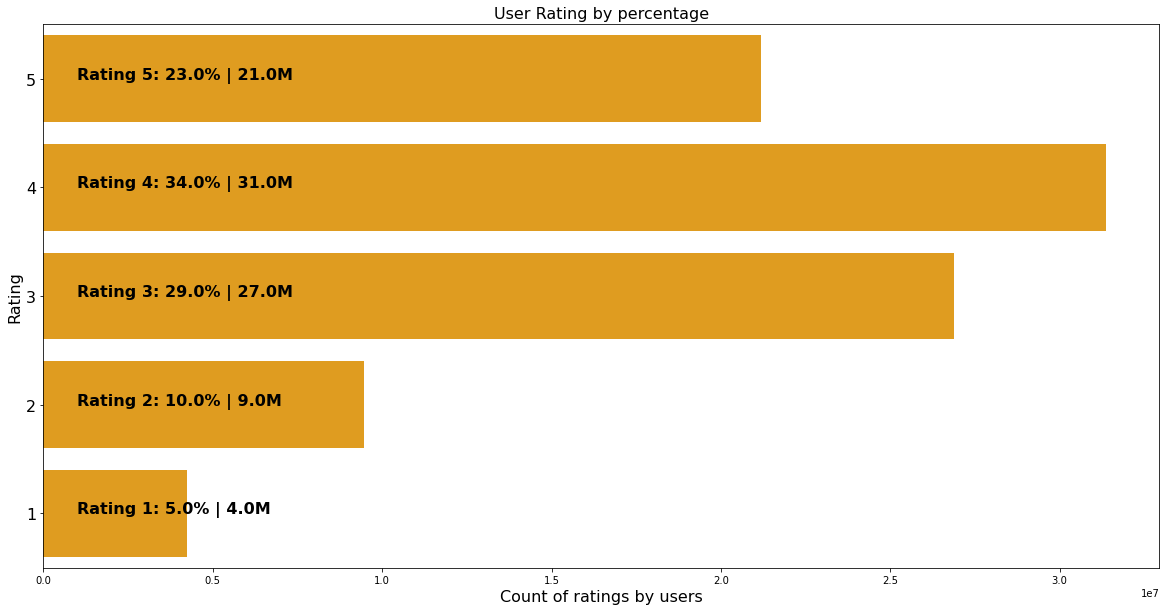 User Rating by percentage
Rating
5
Rating 5: 23.0% | 21.0M
4
Rating 4: 34.0% | 31.0M
3
Rating 3: 29.0% | 27.0M
2
Rating 2: 10.0% | 9.0M
1
Rating 1: 5.0% | 4.0M
0.0 0.5 1.0 1.5 2.0 2.5 3.0
1e7
Count of ratings by users